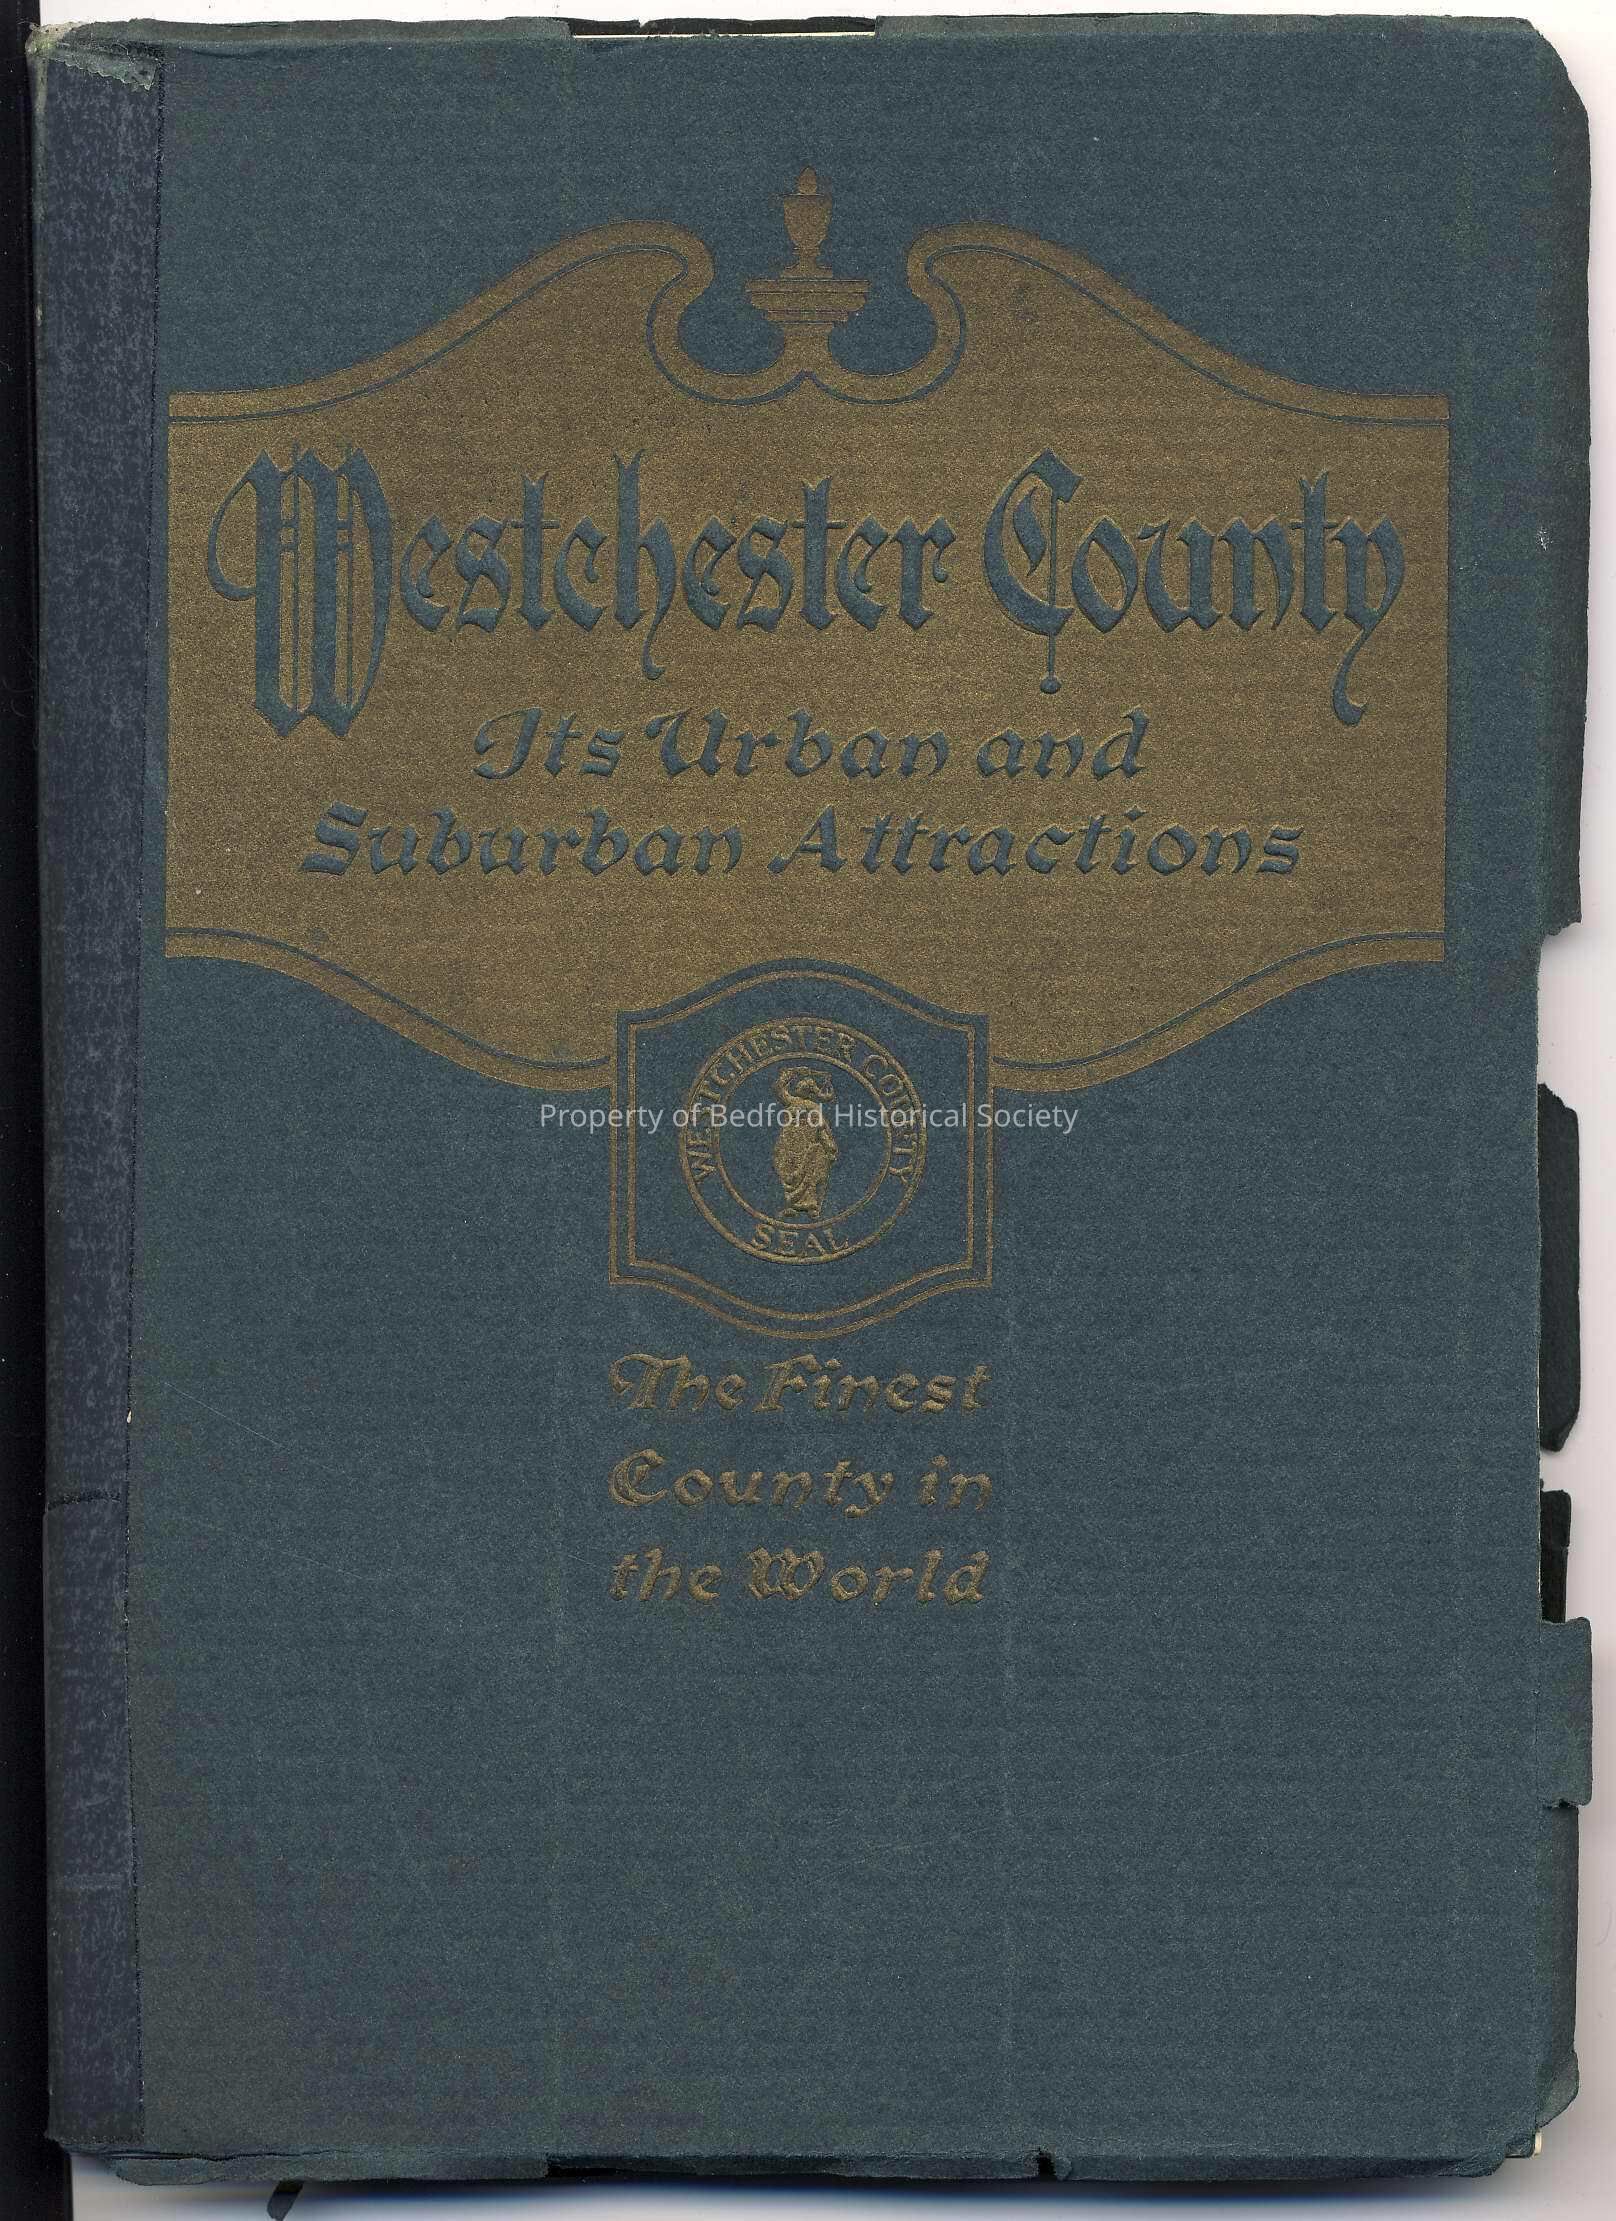 Westchester County
Its Urban and
Suburban Attractions
WESTCHESTER COUNTY
SEAL
Property of Bedford Historical Society
The Finest
County in
the World